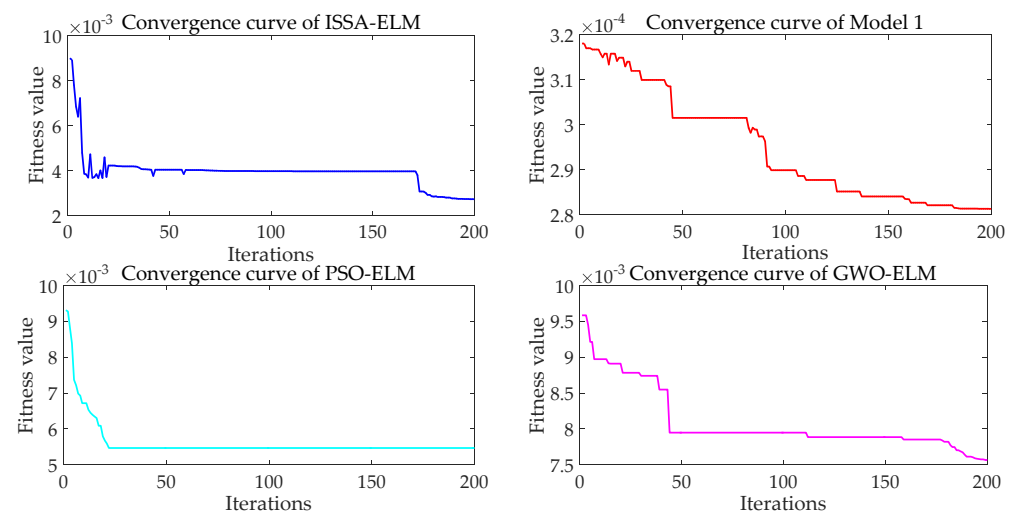 ×10⁻³ Convergence curve of ISSA-ELM
10
8
6
4
2
Fitness value
0 50 100 150 200
Iterations
×10⁻⁴ Convergence curve of Model 1
3.2
3.1
3
2.9
2.8
Fitness value
0 50 100 150 200
Iterations
×10⁻³ Convergence curve of PSO-ELM
10
9
8
7
6
5
Fitness value
0 50 100 150 200
Iterations
×10⁻³ Convergence curve of GWO-ELM
10
9.5
9
8.5
8
7.5
Fitness value
0 50 100 150 200
Iterations